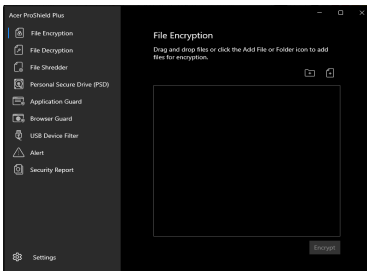 Acer ProShield Plus
File Encryption
File Decryption
File Shredder
Personal Secure Drive (PSD)
Application Guard
Browser Guard
USB Device Filter
Alert
Security Report
Settings
File Encryption
Drag and drop files or click the Add File or Folder icon to add
files for encryption.
Encrypt